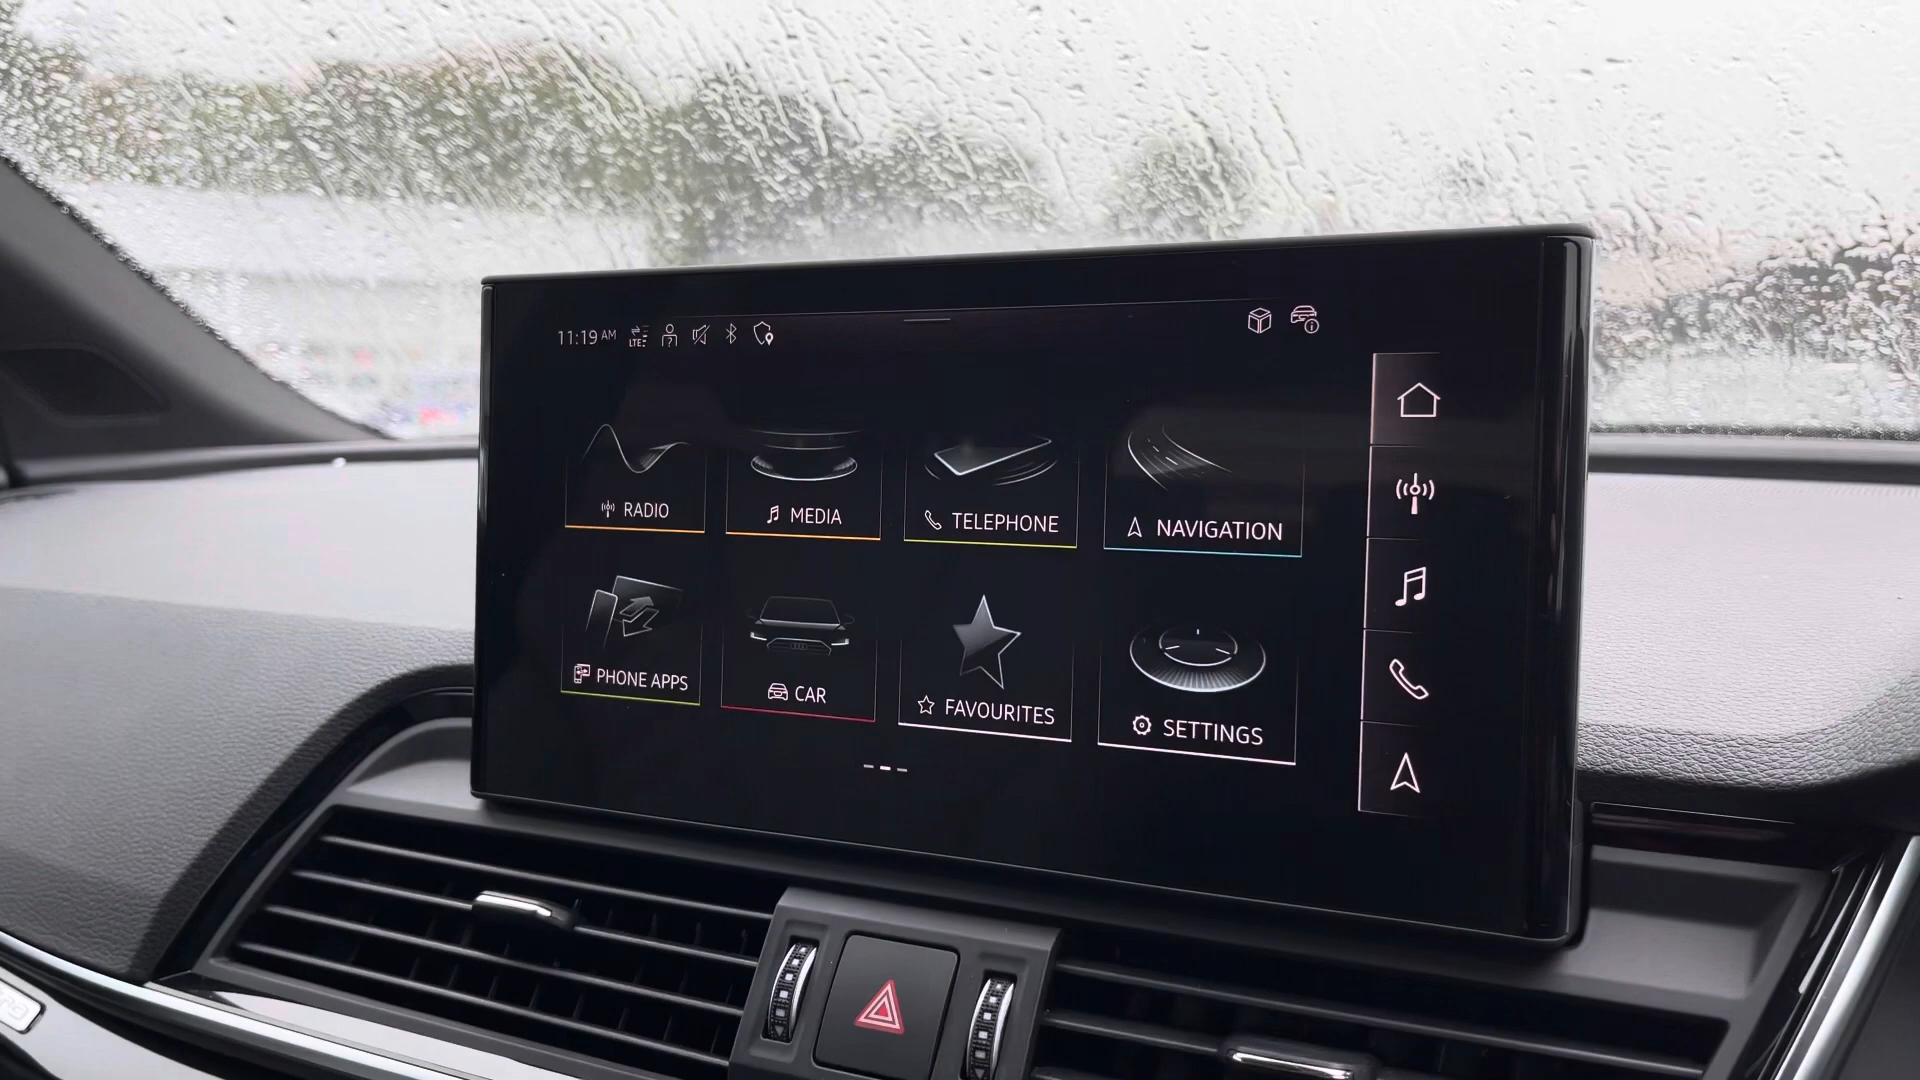 11:19 AM LTE
RADIO MEDIA TELEPHONE NAVIGATION
PHONE APPS CAR FAVOURITES SETTINGS